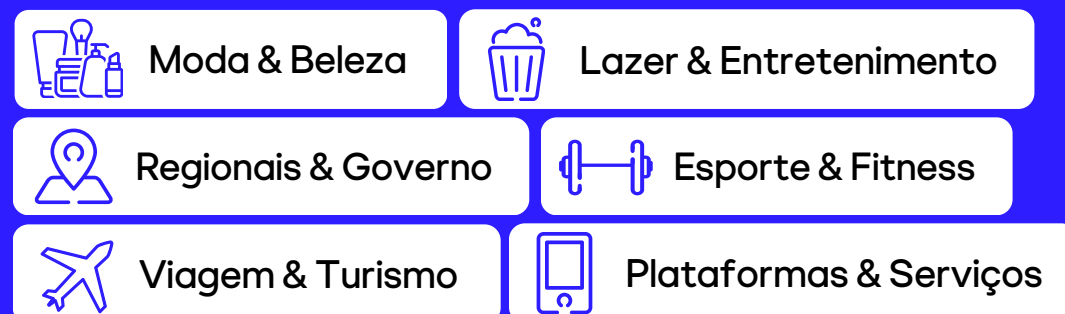 Moda & Beleza
Lazer & Entretenimento
Regionais & Governo
Esporte & Fitness
Viagem & Turismo
Plataformas & Serviços